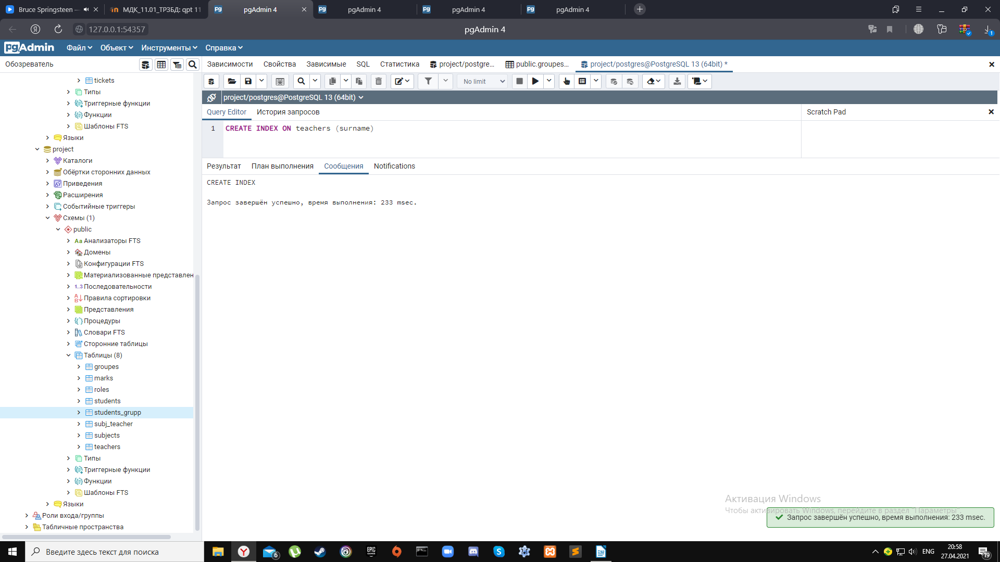 Bruce Springsteen —
МДК_11.01_ТРЗБД: qpt 11
pgAdmin 4
pgAdmin 4
pgAdmin 4
pgAdmin 4
127.0.0.1:54357
pgAdmin 4
1
pgAdmin
Файл
Объект
Инструменты
Справка
Обозреватель
Зависимости
Свойства
Зависимые
SQL
Статистика
project/postgre...
public.groupes...
project/postgres@PostgreSQL 13 (64bit) *
No limit
project/postgres@PostgreSQL 13 (64bit)
Query Editor
История запросов
Scratch Pad
1
CREATE INDEX ON teachers (surname)
Результат
План выполнения
Сообщения
Notifications
CREATE INDEX
Запрос завершён успешно, время выполнения: 233 msec.
tickets
Типы
Триггерные функции
Функции
Шаблоны FTS
Языки
project
Каталоги
Обёртки сторонних данных
Приведения
Расширения
Событийные триггеры
Схемы (1)
public
Анализаторы FTS
Домены
Конфигурации FTS
Материализованные представлен
Последовательности
Правила сортировки
Представления
Процедуры
Словари FTS
Сторонние таблицы
Таблицы (8)
groupes
marks
roles
students
students_grupp
subj_teacher
subjects
teachers
Типы
Триггерные функции
Функции
Шаблоны FTS
Языки
Роли входа/группы
Табличные пространства
Активация Windows
Чтобы активировать Windows, перейдите в раздел "Параметры".
Запрос завершён успешно, время выполнения: 233 msec.
Введите здесь текст для поиска
6
EPIC GAMES
ENG
20:58
27.04.2021
19